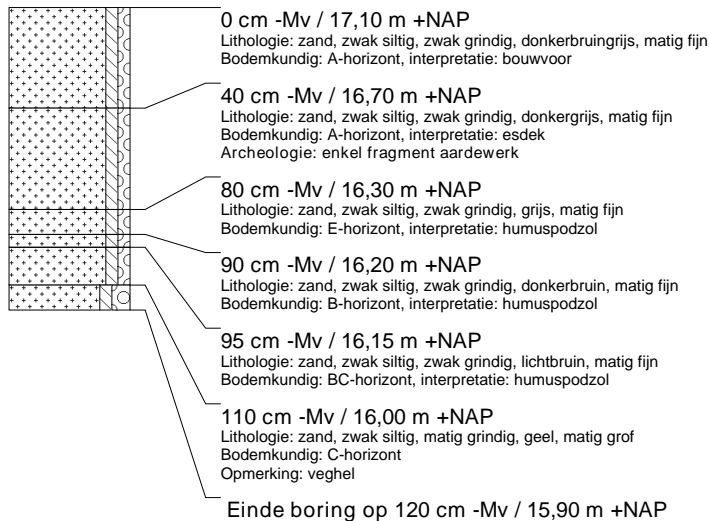 0 cm -Mv / 17,10 m +NAP
Lithologie: zand, zwak siltig, zwak grindig, donkerbruingrijs, matig fijn
Bodemkundig: A-horizont, interpretatie: bouwvoor
40 cm -Mv / 16,70 m +NAP
Lithologie: zand, zwak siltig, zwak grindig, donkergrijs, matig fijn
Bodemkundig: A-horizont, interpretatie: esdek
Archeologie: enkel fragment aardewerk
80 cm -Mv / 16,30 m +NAP
Lithologie: zand, zwak siltig, zwak grindig, grijs, matig fijn
Bodemkundig: E-horizont, interpretatie: humuspodzol
90 cm -Mv / 16,20 m +NAP
Lithologie: zand, zwak siltig, zwak grindig, donkerbruin, matig fijn
Bodemkundig: B-horizont, interpretatie: humuspodzol
95 cm -Mv / 16,15 m +NAP
Lithologie: zand, zwak siltig, zwak grindig, lichtbruin, matig fijn
Bodemkundig: BC-horizont, interpretatie: humuspodzol
110 cm -Mv / 16,00 m +NAP
Lithologie: zand, zwak siltig, matig grindig, geel, matig grof
Bodemkundig: C-horizont
Opmerking: veghel
Einde boring op 120 cm -Mv / 15,90 m +NAP